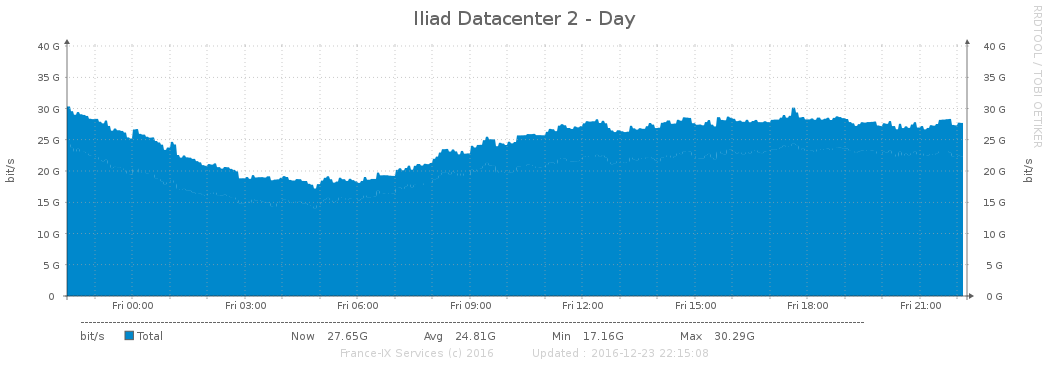 Iliad Datacenter 2 - Day
RRDTOOL / TOBI OETIKER
bit/s
40 G
35 G
30 G
25 G
20 G
15 G
10 G
5 G
0
40 G
35 G
30 G
25 G
20 G
15 G
10 G
5 G
0 G
bit/s
Fri 00:00 Fri 03:00 Fri 06:00 Fri 09:00 Fri 12:00 Fri 15:00 Fri 18:00 Fri 21:00
bit/s Total Now 27.65G Avg 24.81G Min 17.16G Max 30.29G
France-IX Services (c) 2016 Updated : 2016-12-23 22:15:08